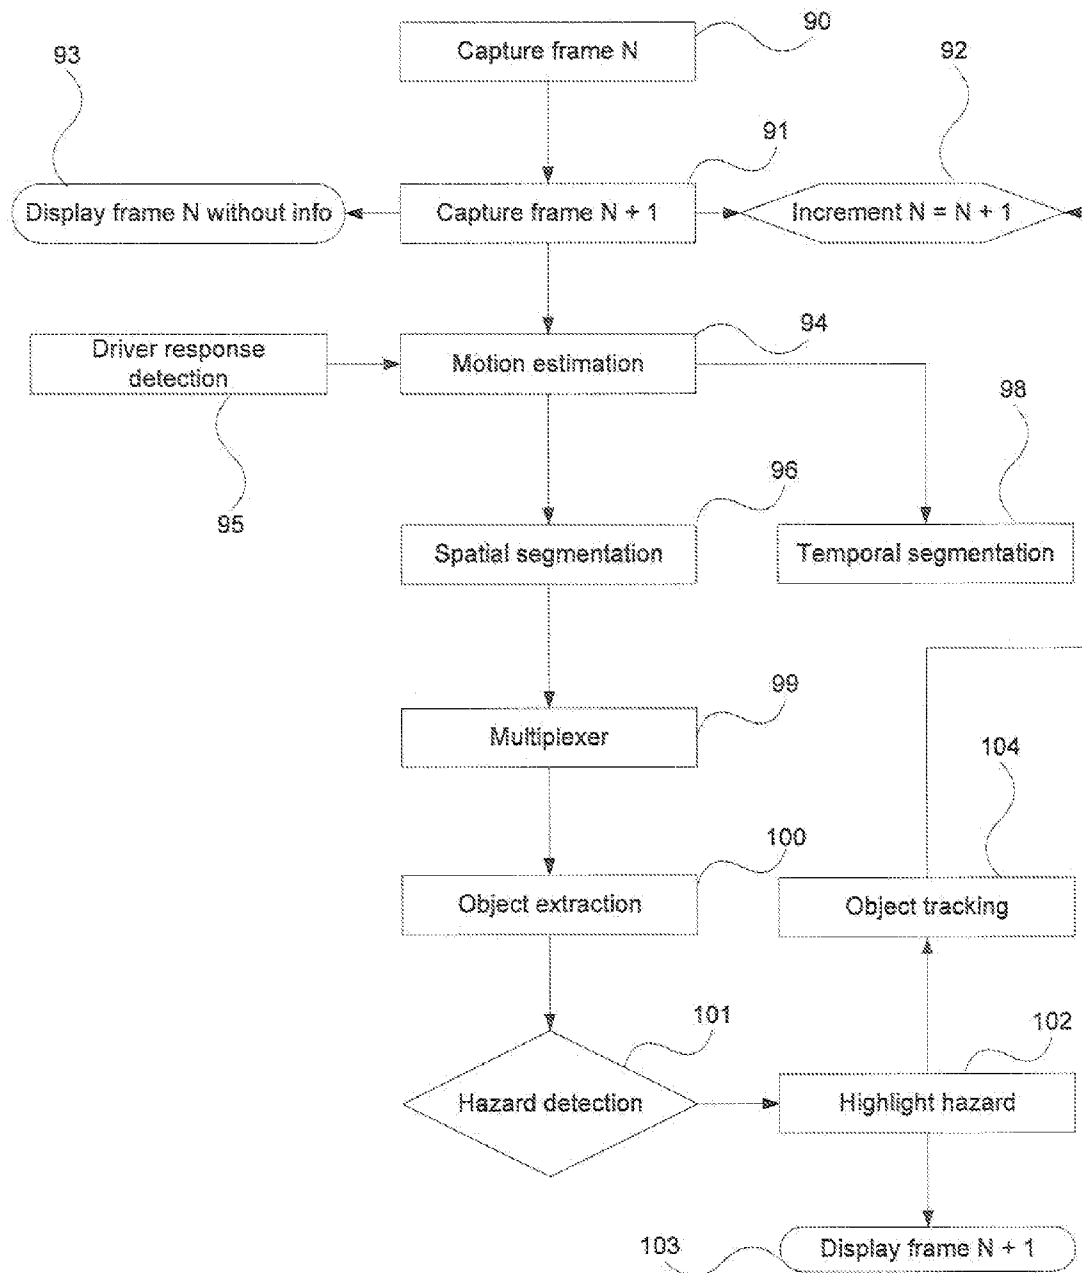 90
Capture frame N
93
92
91
Display frame N without info
Capture frame N + 1
Increment N = N + 1
94
Driver response
detection
Motion estimation
98
96
95
Spatial segmentation
Temporal segmentation
99
Multiplexer
104
100
Object extraction
Object tracking
101
102
Hazard detection
Highlight hazard
103
Display frame N + 1